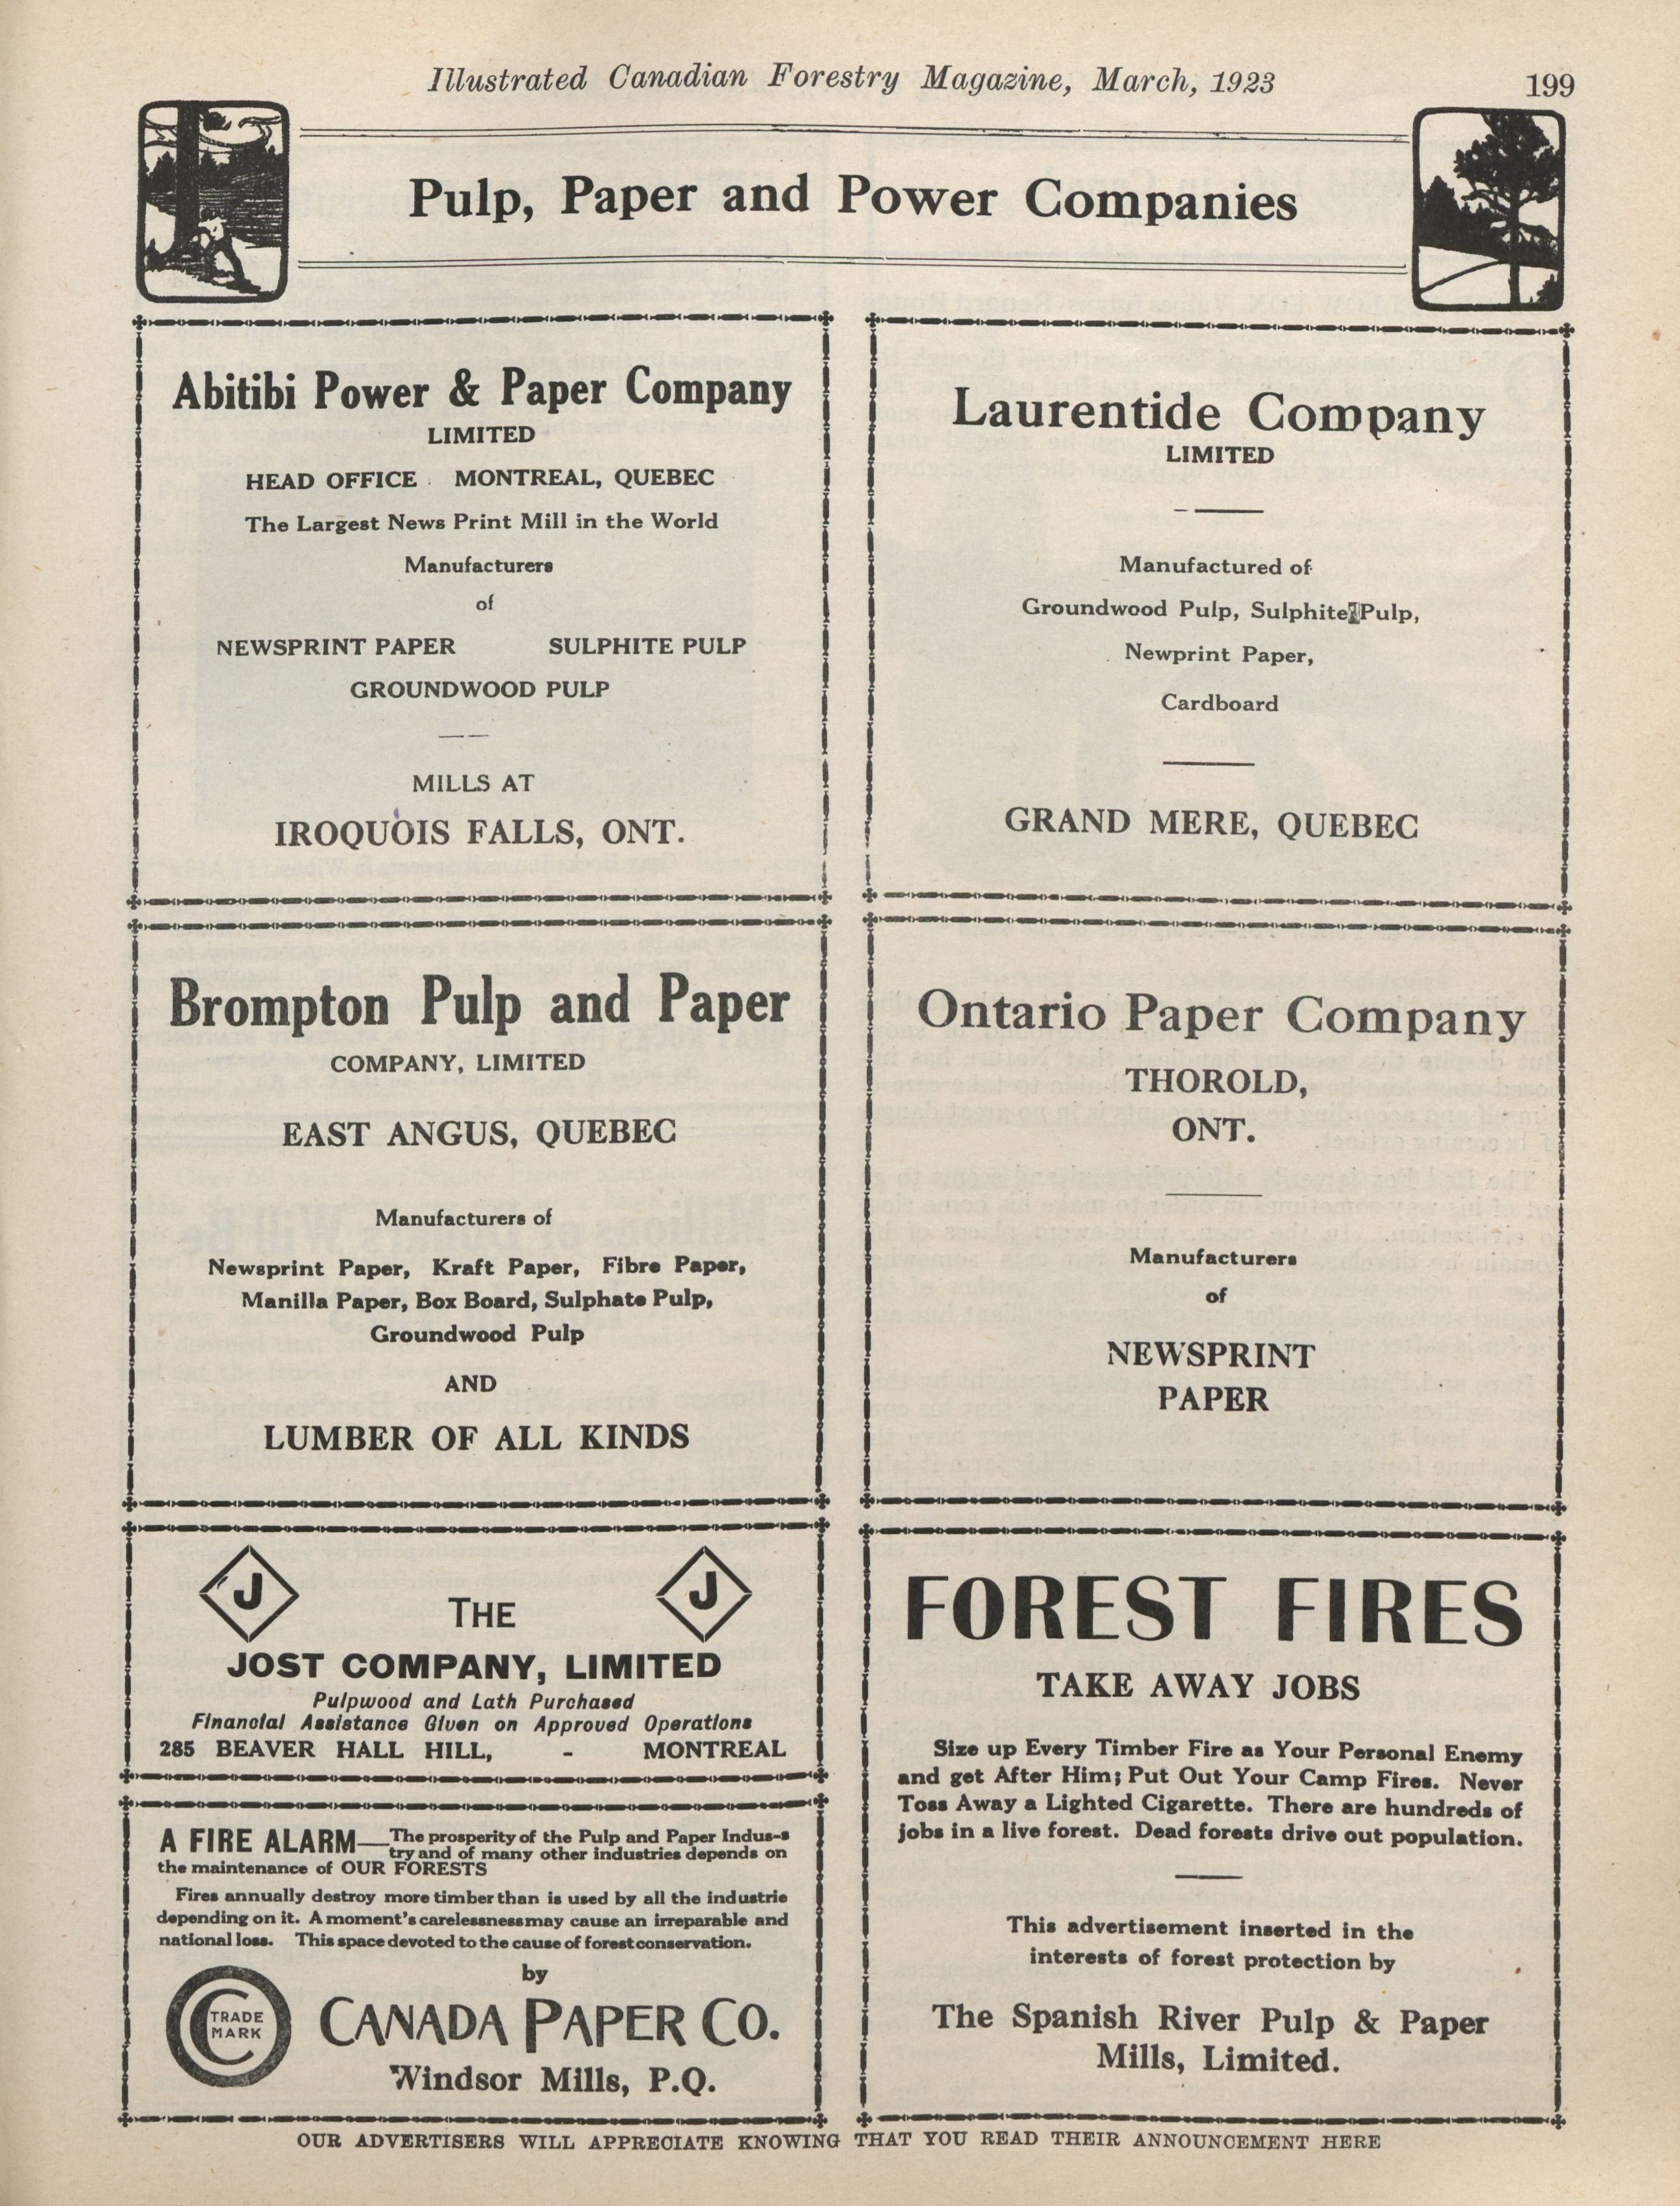 Illustrated Canadian Forestry Magazine, March, 1923
199
Pulp, Paper and Power Companies
Abitibi Power & Paper Company
LIMITED
HEAD OFFICE MONTREAL, QUEBEC
The Largest News Print Mill in the World
Manufacturers
of
NEWSPRINT PAPER SULPHITE PULP
GROUNDWOOD PULP
MILLS AT
IROQUOIS FALLS, ONT.
Laurentide Company
LIMITED
Manufactured of
Groundwood Pulp, Sulphite Pulp,
Newprint Paper,
Cardboard
GRAND MERE, QUEBEC
Brompton Pulp and Paper
COMPANY, LIMITED
EAST ANGUS, QUEBEC
Manufacturers of
Newsprint Paper, Kraft Paper, Fibre Paper,
Manilla Paper, Box Board, Sulphate Pulp,
Groundwood Pulp
AND
LUMBER OF ALL KINDS
Ontario Paper Company
THOROLD,
ONT.
Manufacturers
of
NEWSPRINT
PAPER
J
J
THE
JOST COMPANY, LIMITED
Pulpwood and Lath Purchased
Financial Assistance Given on Approved Operations
285 BEAVER HALL HILL, - MONTREAL
A FIRE ALARM—The prosperity of the Pulp and Paper Indus-s
try and of many other industries depends on
the maintenance of OUR FORESTS
Fires annually destroy more timber than is used by all the industrie
depending on it. A moment's carelessness may cause an irreparable and
national loss. This space devoted to the cause of forest conservation.
by
TRADE
MARK
CANADA PAPER CO.
Windsor Mills, P.Q.
FOREST FIRES
TAKE AWAY JOBS
Size up Every Timber Fire as Your Personal Enemy
and get After Him; Put Out Your Camp Fires. Never
Toss Away a Lighted Cigarette. There are hundreds of
jobs in a live forest. Dead forests drive out population.
This advertisement inserted in the
interests of forest protection by
The Spanish River Pulp & Paper
Mills, Limited.
OUR ADVERTISERS WILL APPRECIATE KNOWING THAT YOU READ THEIR ANNOUNCEMENT HERE